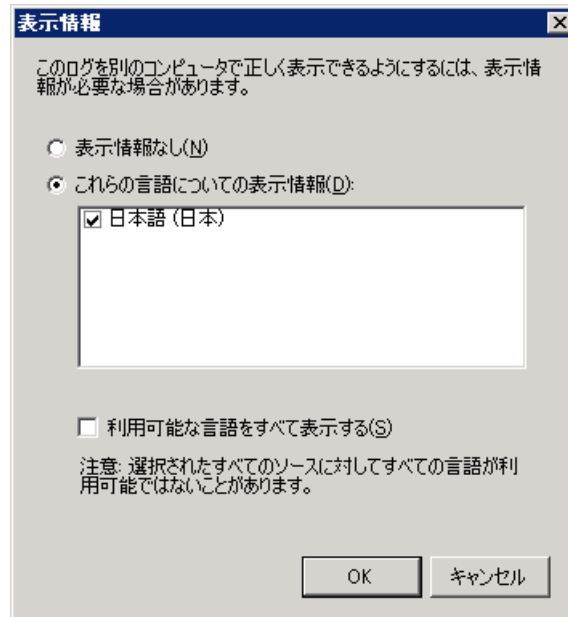 表示情報
このログを別のコンピュータで正しく表示できるようにするには、表示情
報が必要な場合があります。
表示情報なし(N)
これらの言語についての表示情報(D):
日本語 (日本)
利用可能な言語をすべて表示する(S)
注意: 選択されたすべてのソースに対してすべての言語が利
用可能ではないことがあります。
OK
キャンセル